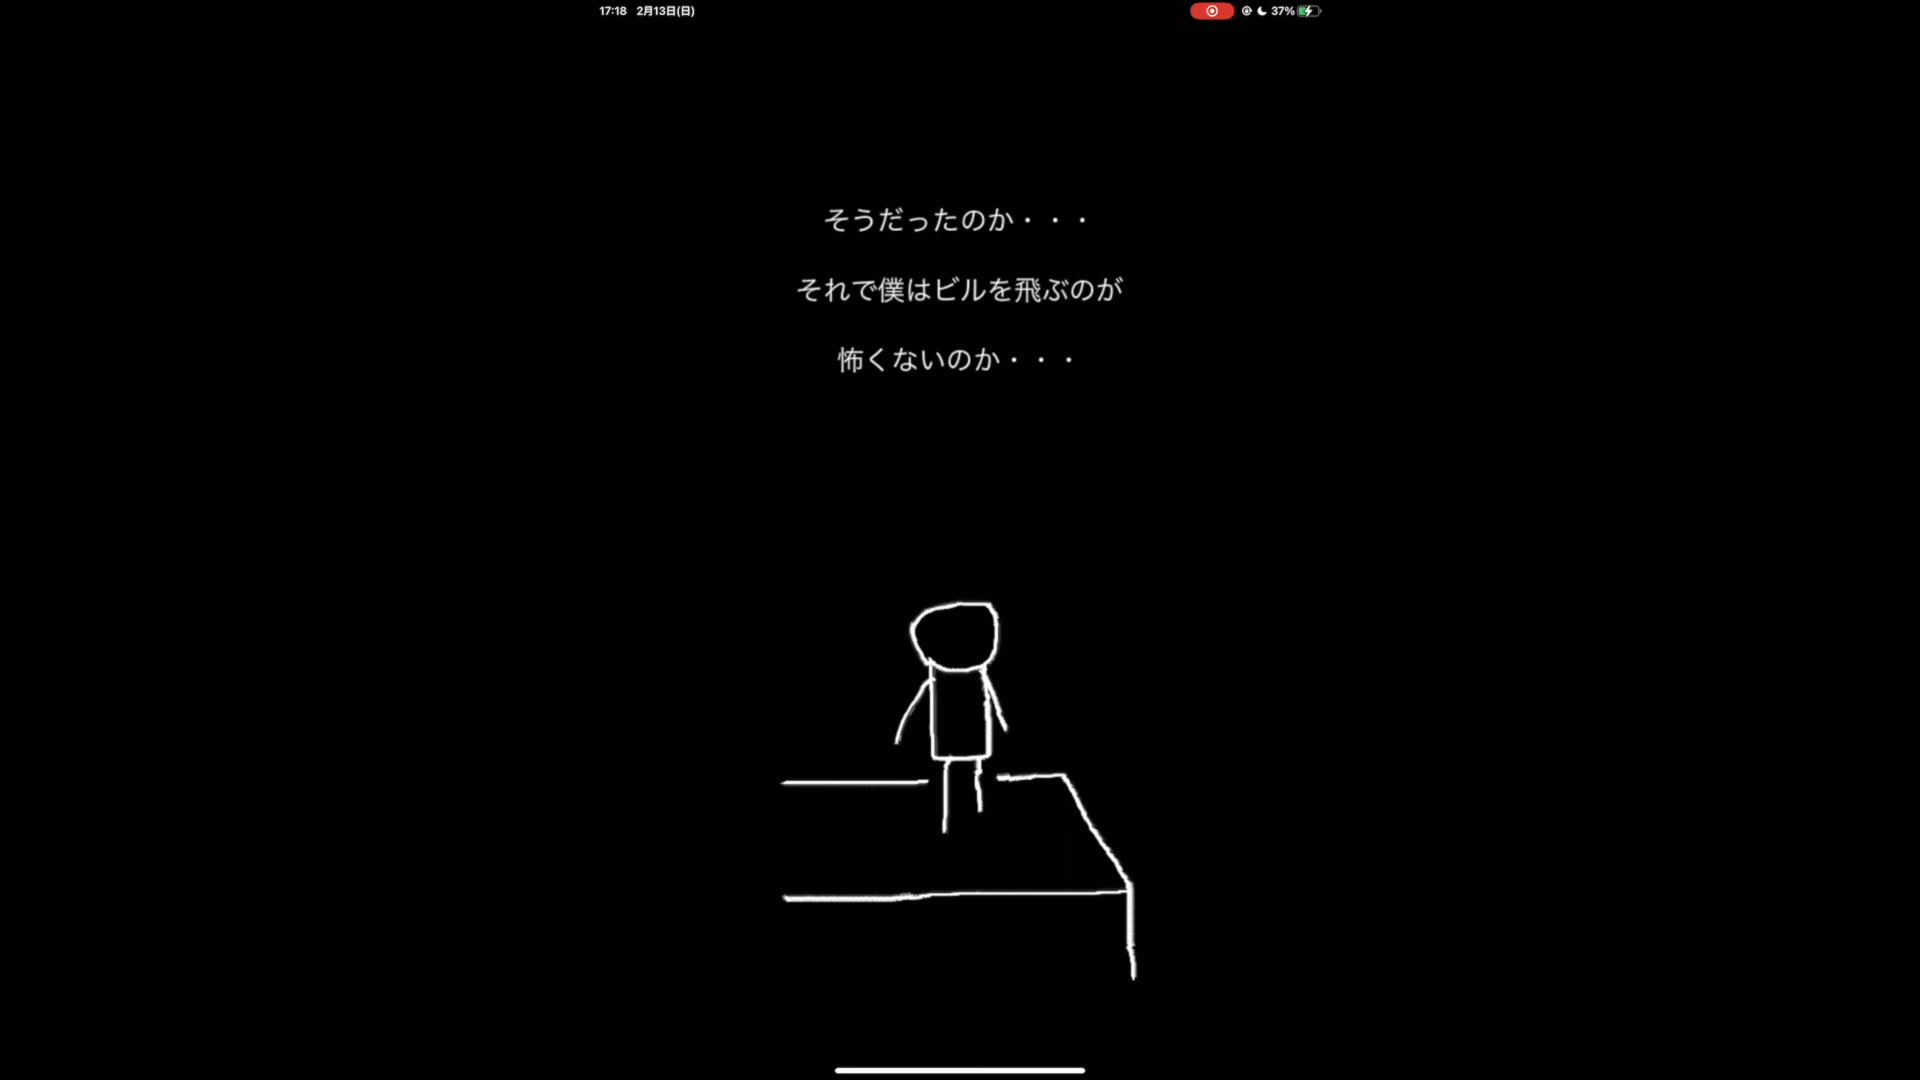 17:18 2月13日(日)
37%
そうだったのか・・・
それで僕はビルを飛ぶのが
怖くないのか・・・